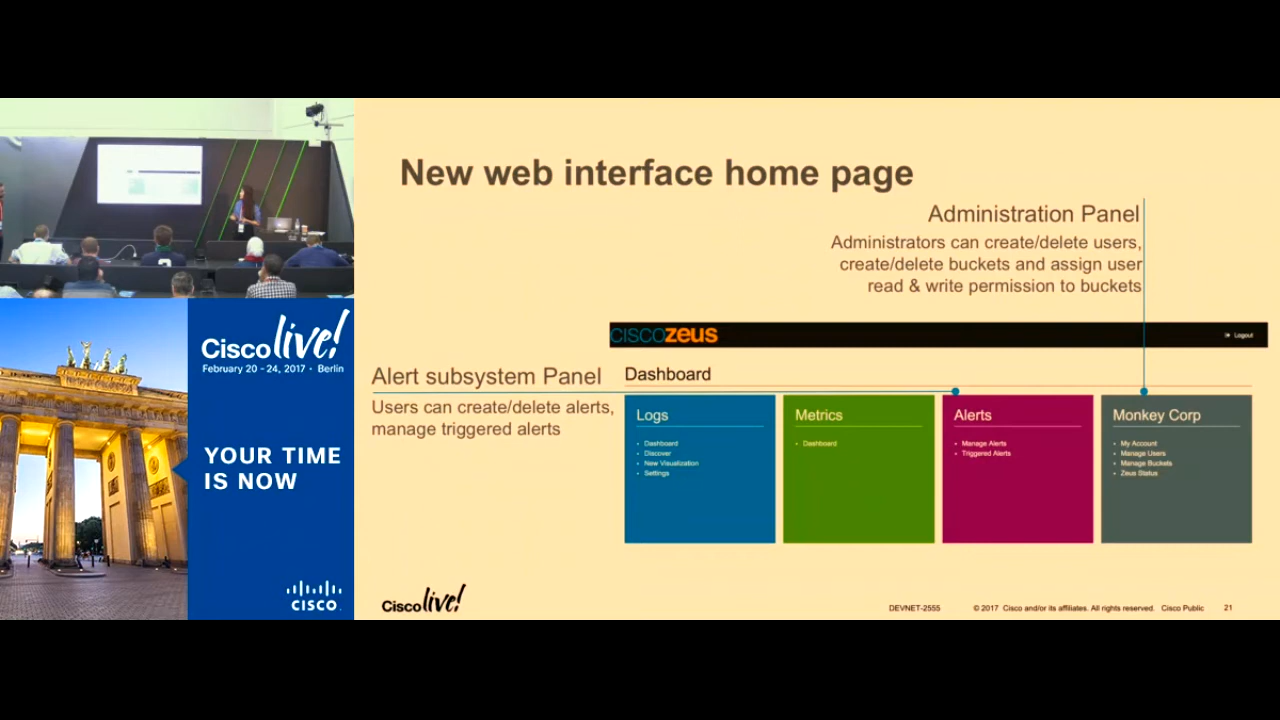 New web interface home page
Administration Panel
Administrators can create/delete users,
create/delete buckets and assign user
read & write permission to buckets
ciscozeus
Logout
Alert subsystem Panel
Users can create/delete alerts,
manage triggered alerts
Dashboard
Logs
• Dashboard
• Discover
• New Visualization
• Settings
Metrics
• Dashboard
Alerts
• Manage Alerts
• Triggered Alerts
Monkey Corp
• My Account
• Manage Users
• Manage Buckets
• Zeus Status
Cisco live!
February 20 - 24, 2017 • Berlin
YOUR TIME
IS NOW
CISCO
Cisco live!
DEVNET-2555
© 2017 Cisco and/or its affiliates. All rights reserved. Cisco Public
21